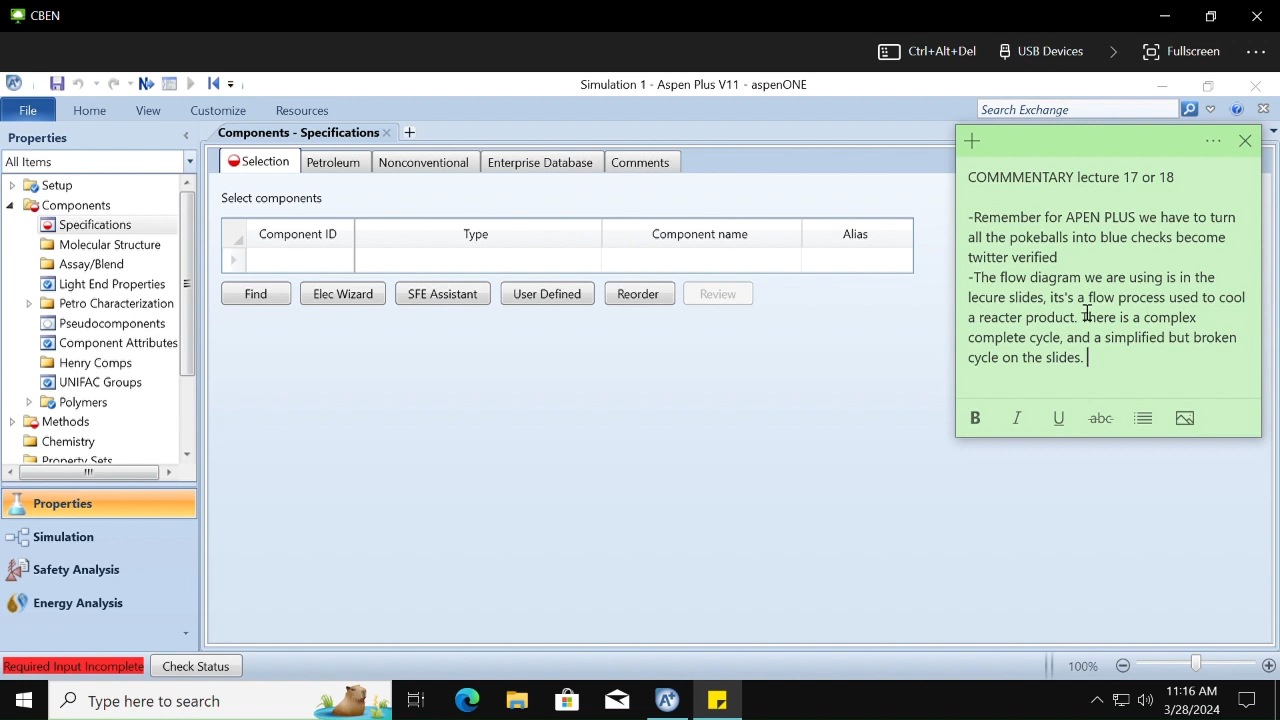 CBEN
Ctrl+Alt+Del
USB Devices
Fullscreen
Simulation 1 - Aspen Plus V11 - aspenONE
File
Home
View
Customize
Resources
Search Exchange
Properties
All Items
Setup
Components
Specifications
Molecular Structure
Assay/Blend
Light End Properties
Petro Characterization
Pseudocomponents
Component Attributes
Henry Comps
UNIFAC Groups
Polymers
Methods
Chemistry
Property Sets
Properties
Simulation
Safety Analysis
Energy Analysis
Components - Specifications
Selection
Petroleum
Nonconventional
Enterprise Database
Comments
Select components
Component ID
Type
Component name
Alias
Find
Elec Wizard
SFE Assistant
User Defined
Reorder
Review
COMMMENTARY lecture 17 or 18
-Remember for APEN PLUS we have to turn
all the pokeballs into blue checks become
twitter verified
-The flow diagram we are using is in the
lecure slides, its's a flow process used to cool
a reacter product. There is a complex
complete cycle, and a simplified but broken
cycle on the slides.
B
I
U
abc
Required Input Incomplete
Check Status
100%
Type here to search
11:16 AM
3/28/2024